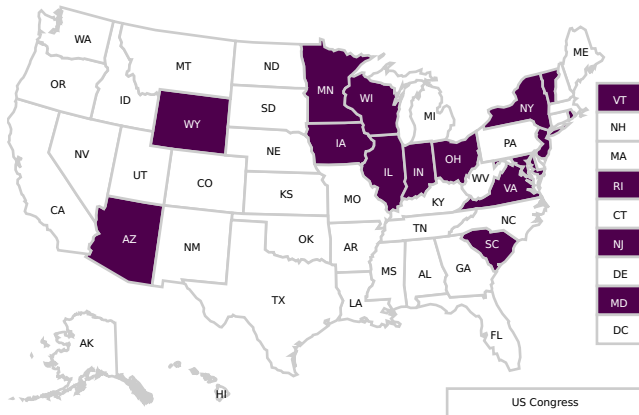 WA
ME
MT
ND
OR
MN
ID
WI
VT
SD
NY
WY
MI
NH
IA
PA
NE
MA
NV
OH
IL
IN
UT
WV
CO
VA
RI
KS
MO
KY
CA
CT
NC
TN
AZ
OK
NM
AR
SC
NJ
MS
AL
GA
DE
TX
LA
MD
DC
FL
AK
HI
US Congress